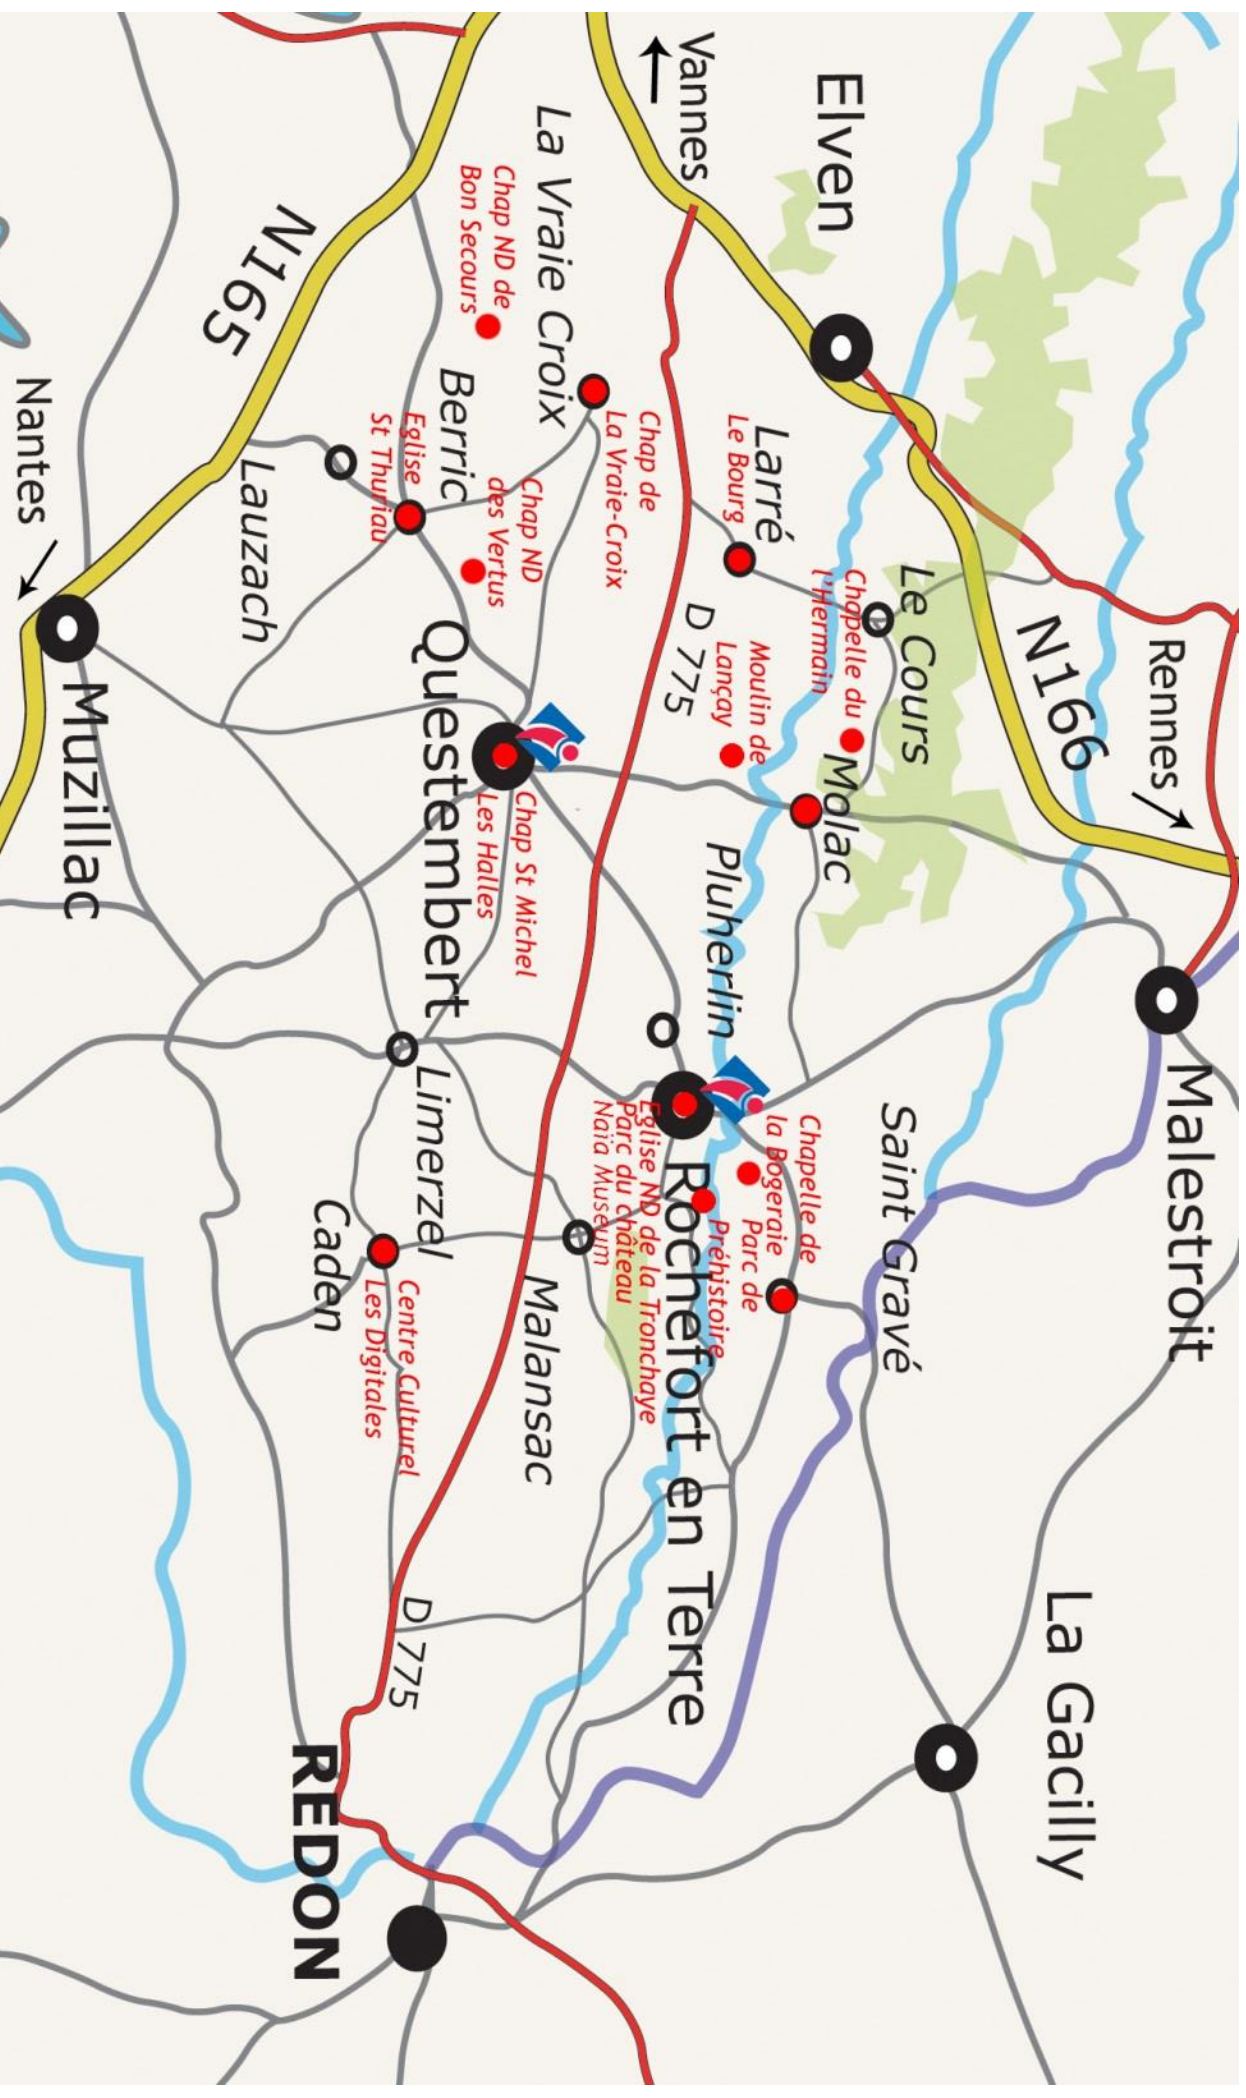 Malestroit
La Gacilly
Rennes
N166
Saint Gravé
Elven
Le Cours
Molac
Chapelle du
l'Hermain
Chapelle de
la Bogeraie
Parc de
Préhistoire
Larré
Le Bourg
Moulin de
Lançay
Pluherlin
Vannes
D 775
Rochefort en Terre
Eglise ND de la Tronchaye
Parc du château
Naïa Museum
Chap de
La Vraie-Croix
La Vraie Croix
Malansac
Chap ND de
Bon Secours
Chap ND
des Vertus
Chap St Michel
Les Halles
Berric
Questembert
Limerzel
Eglise
St Thuriau
Centre Culturel
Les Digitales
D 775
N165
Lauzach
Caden
REDON
Muzillac
Nantes